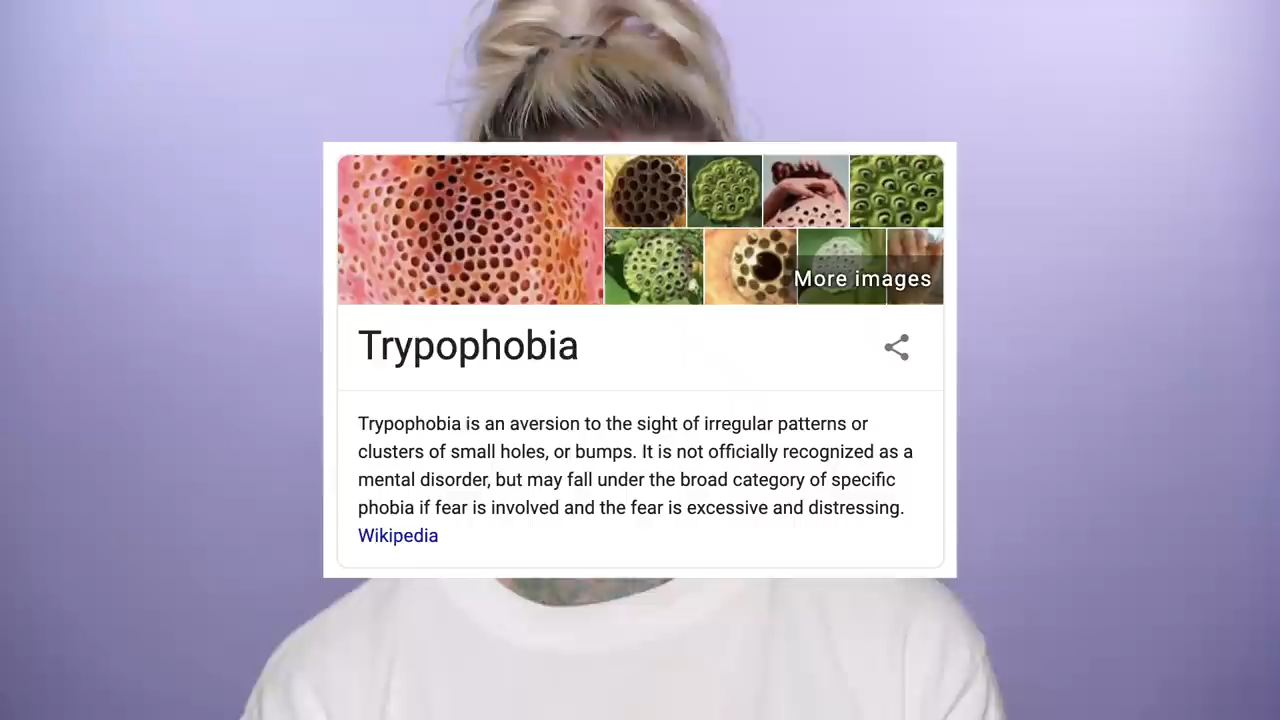 More images
Trypophobia
Trypophobia is an aversion to the sight of irregular patterns or
clusters of small holes, or bumps. It is not officially recognized as a
mental disorder, but may fall under the broad category of specific
phobia if fear is involved and the fear is excessive and distressing.
Wikipedia